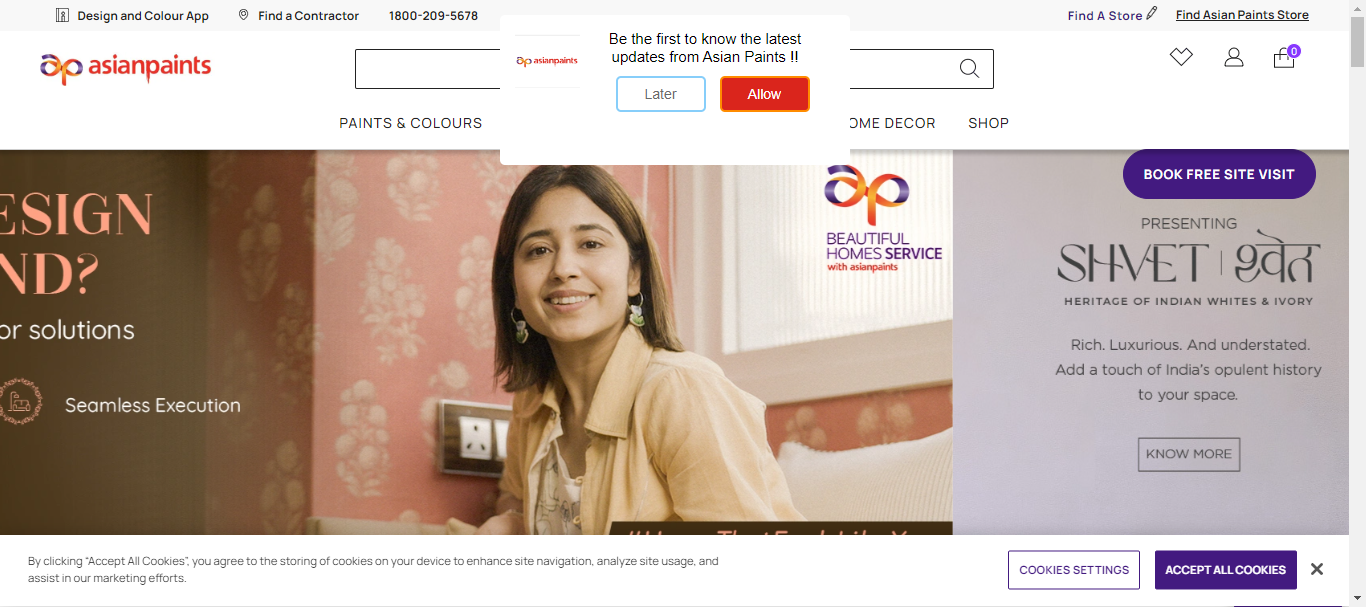 Design and Colour App
Find a Contractor
1800-209-5678
Find A Store
Find Asian Paints Store
asianpaints
asianpaints
Be the first to know the latest
updates from Asian Paints !!
Later
Allow
0
PAINTS & COLOURS
OME DECOR
SHOP
BOOK FREE SITE VISIT
ESIGN
ND?
or solutions
Seamless Execution
BEAUTIFUL
HOMES SERVICE
with asianpaints
PRESENTING
SHVET | श्वेत
HERITAGE OF INDIAN WHITES & IVORY
Rich. Luxurious. And understated.
Add a touch of India's opulent history
to your space.
KNOW MORE
By clicking “Accept All Cookies”, you agree to the storing of cookies on your device to enhance site navigation, analyze site usage, and
assist in our marketing efforts.
COOKIES SETTINGS
ACCEPT ALL COOKIES